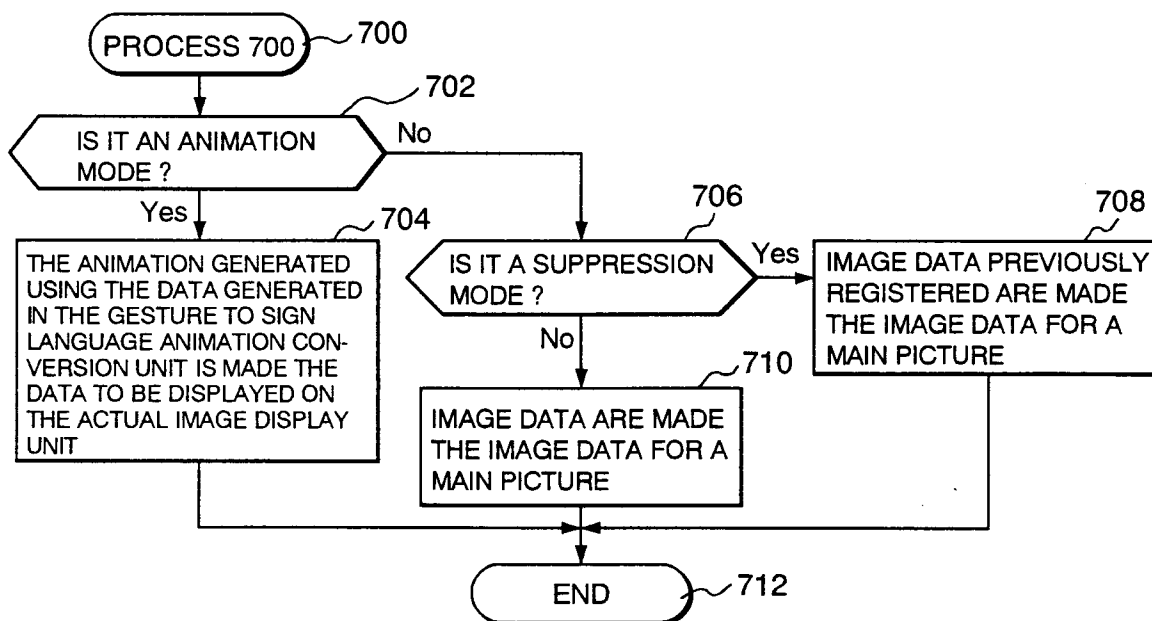 PROCESS 700
700
702
IS IT AN ANIMATION
MODE ?
No
Yes
704
THE ANIMATION GENERATED
USING THE DATA GENERATED
IN THE GESTURE TO SIGN
LANGUAGE ANIMATION CON-
VERSION UNIT IS MADE THE
DATA TO BE DISPLAYED ON
THE ACTUAL IMAGE DISPLAY
UNIT
706
IS IT A SUPPRESSION
MODE ?
Yes
No
708
IMAGE DATA PREVIOUSLY
REGISTERED ARE MADE
THE IMAGE DATA FOR A
MAIN PICTURE
710
IMAGE DATA ARE MADE
THE IMAGE DATA FOR A
MAIN PICTURE
END
712